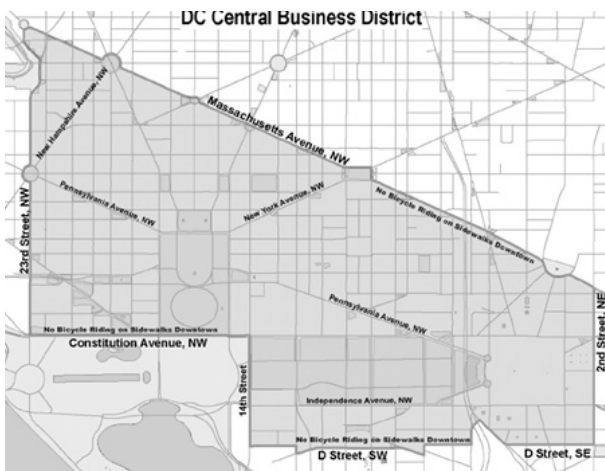 DC Central Business District
New Hampshire Avenue, NW
Massachusetts Avenue, NW
Pennsylvania Avenue, NW
New York Avenue, NW
No Bicycle Riding on Sidewalks Downtown
23rd Street, NW
Pennsylvania Avenue, NW
2nd Street, NE
No Bicycle Riding on Sidewalks Downtown
Constitution Avenue, NW
14th Street
Independence Avenue, NW
No Bicycle Riding on Sidewalks Downtown
D Street, SW
D Street, SE